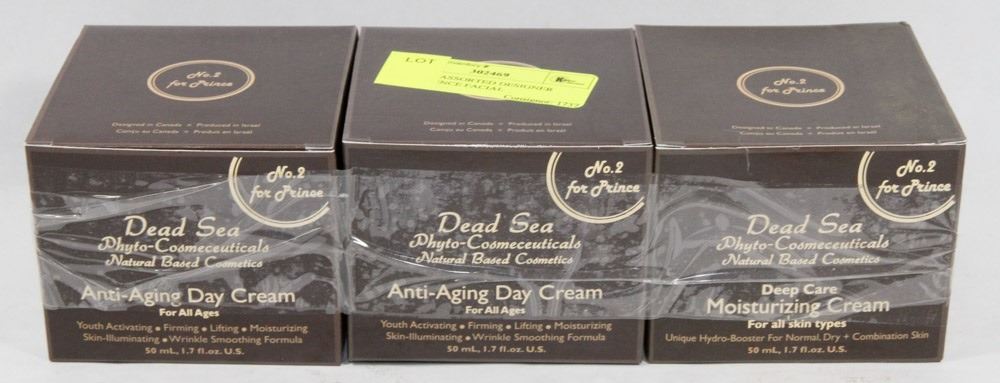 No.2
for Prince
Designed in Canada • Produced in Israel
Conçu au Canada • Produit en Israel
No.2
for Prince
Dead Sea
Phyto-Cosmeceuticals
Natural Based Cosmetics
Anti-Aging Day Cream
For All Ages
Youth Activating • Firming • Lifting • Moisturizing
Skin-Illuminating • Wrinkle Smoothing Formula
50 mL, 1.7 fl.oz. U.S.
LOT
302469
ASSORTED DESIGNER
FACIAL
Consignor 1737
No.2
for Prince
Designed in Canada • Produced in Israel
Conçu au Canada • Produit en Israel
No.2
for Prince
Dead Sea
Phyto-Cosmeceuticals
Natural Based Cosmetics
Anti-Aging Day Cream
For All Ages
Youth Activating • Firming • Lifting • Moisturizing
Skin-Illuminating • Wrinkle Smoothing Formula
50 mL, 1.7 fl.oz. U.S.
No.2
for Prince
Designed in Canada • Produced in Israel
Conçu au Canada • Produit en Israel
No.2
for Prince
Dead Sea
Phyto-Cosmeceuticals
Natural Based Cosmetics
Deep Care
Moisturizing Cream
For all skin types
Unique Hydro-Booster For Normal, Dry + Combination Skin
50 mL, 1.7 fl.oz. U.S.